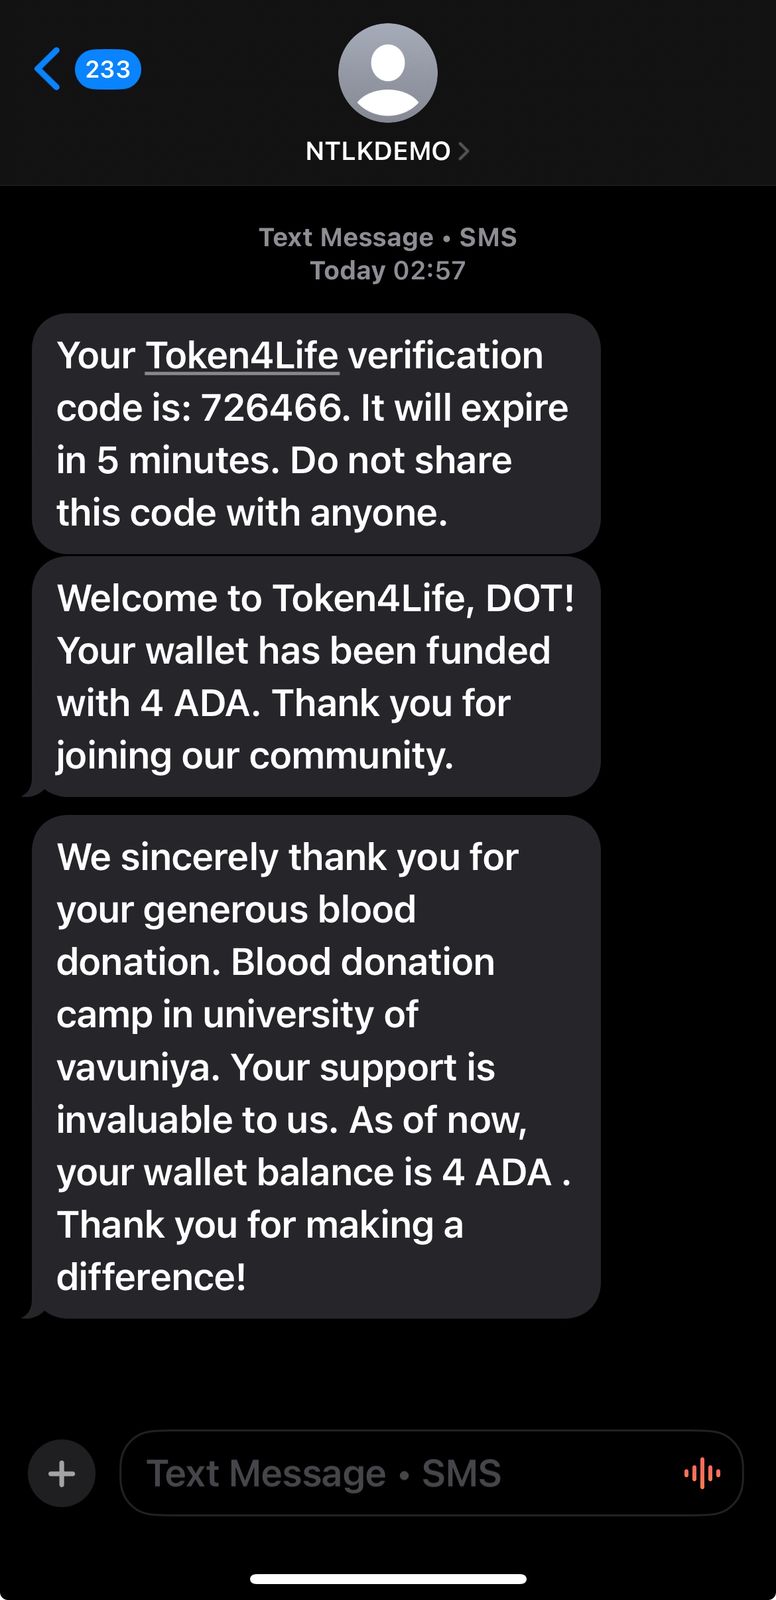 233
NTLKDEMO
Text Message • SMS
Today 02:57
Your Token4Life verification
code is: 726466. It will expire
in 5 minutes. Do not share
this code with anyone.
Welcome to Token4Life, DOT!
Your wallet has been funded
with 4 ADA. Thank you for
joining our community.
We sincerely thank you for
your generous blood
donation. Blood donation
camp in university of
vavuniya. Your support is
invaluable to us. As of now,
your wallet balance is 4 ADA .
Thank you for making a
difference!
Text Message • SMS